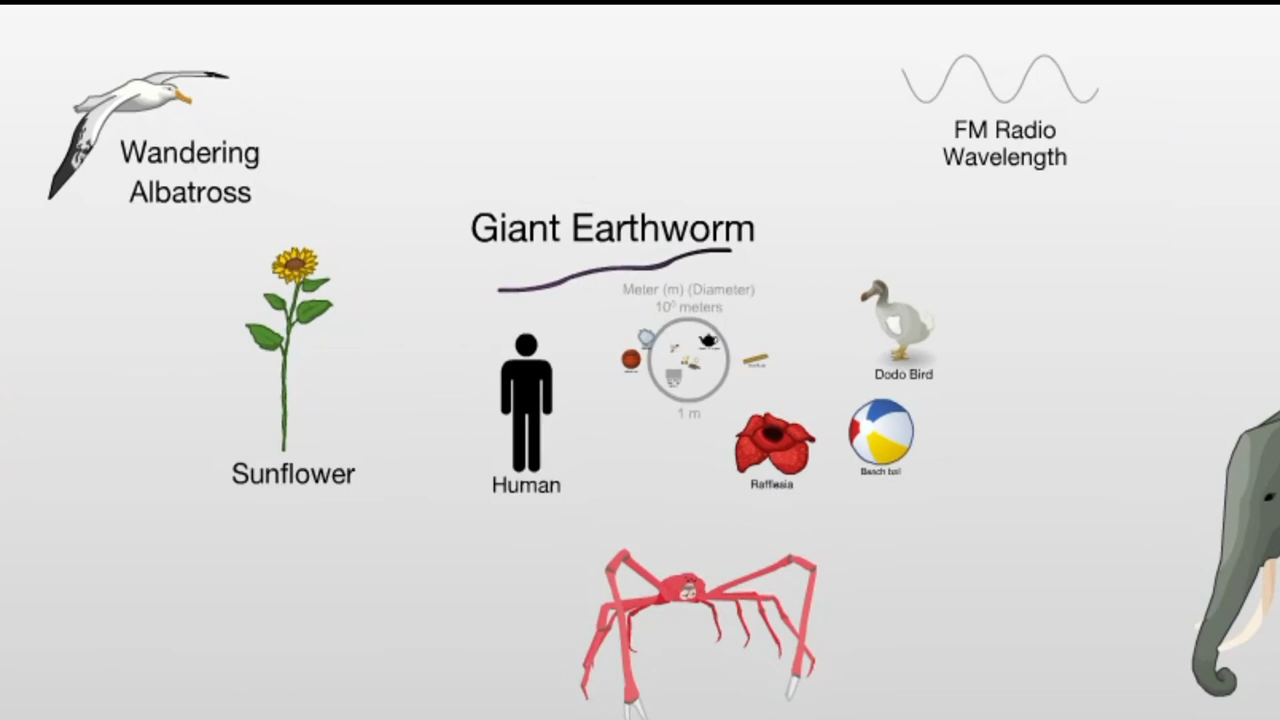 FM Radio
Wavelength
Wandering
Albatross
Giant Earthworm
Meter (m) (Diameter)
10⁰ meters
Dodo Bird
1 m
Sunflower
Human
Rafflesia
Beach ball